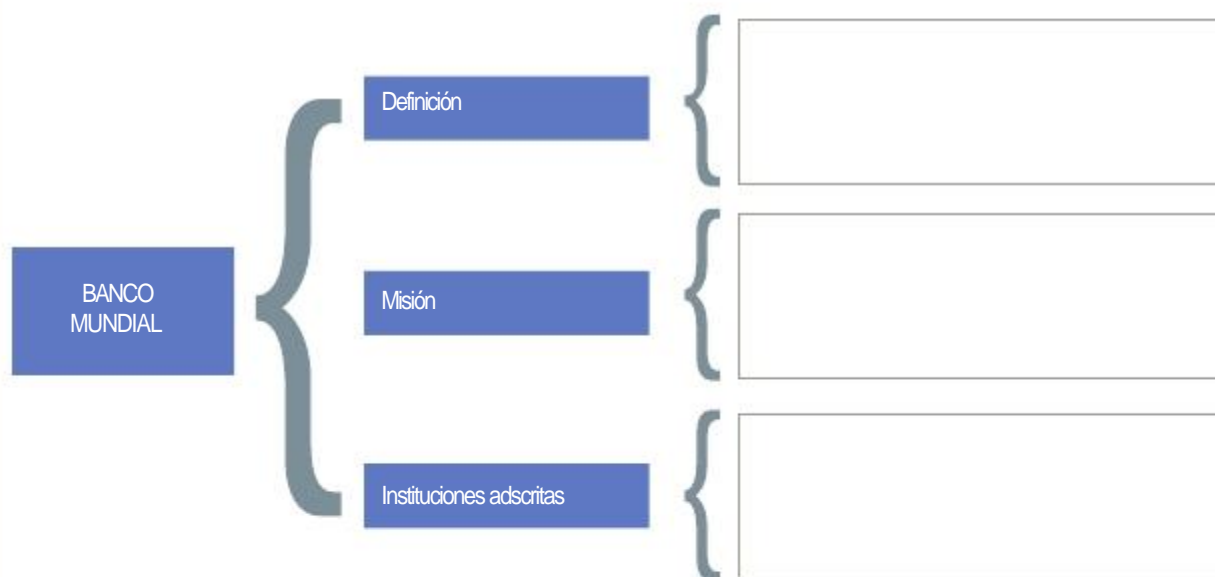 BANCO
MUNDIAL
Definición
Misión
Instituciones adscritas